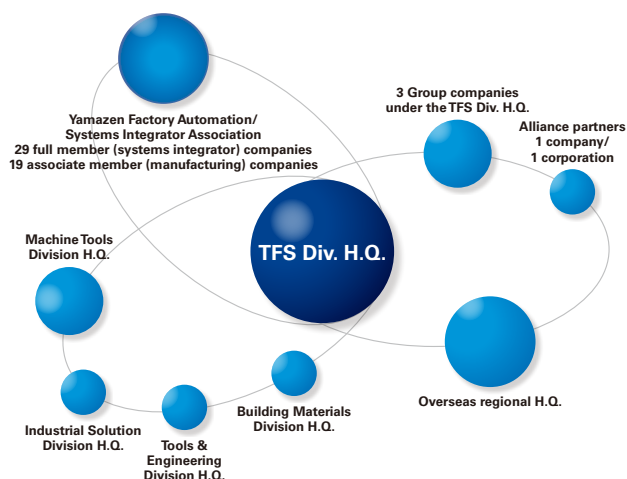 Yamazen Factory Automation/
Systems Integrator Association
29 full member (systems integrator) companies
19 associate member (manufacturing) companies
3 Group companies
under the TFS Div. H.Q.
Alliance partners
1 company/
1 corporation
TFS Div. H.Q.
Machine Tools
Division H.Q.
Industrial Solution
Division H.Q.
Tools &
Engineering
Division H.Q.
Building Materials
Division H.Q.
Overseas regional H.Q.